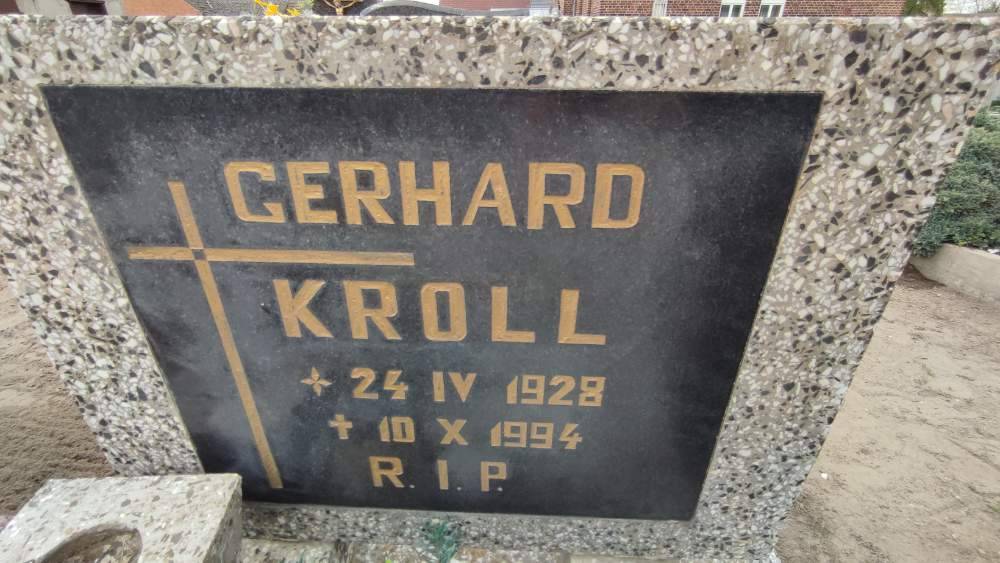 GERHARD
KROLL
24 IV 1928
10 X 1994
R. I. P.